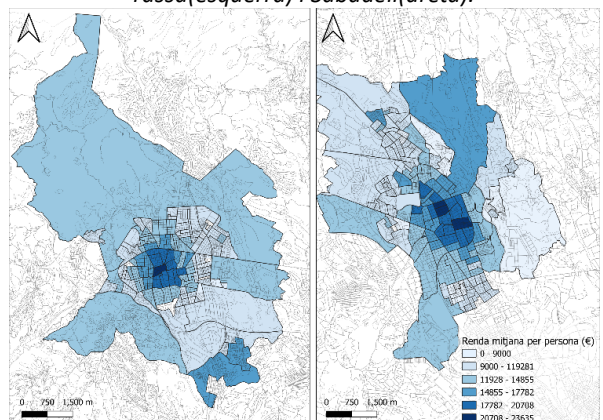 rassa(esquerra) i Sabadell(dreta).
Renda mitjana per persona (€)
0 - 9000
9000 - 119281
11928 - 14855
14855 - 17782
17782 - 20708
20708 - 23635
0 750 1,500 m
0 750 1,500 m